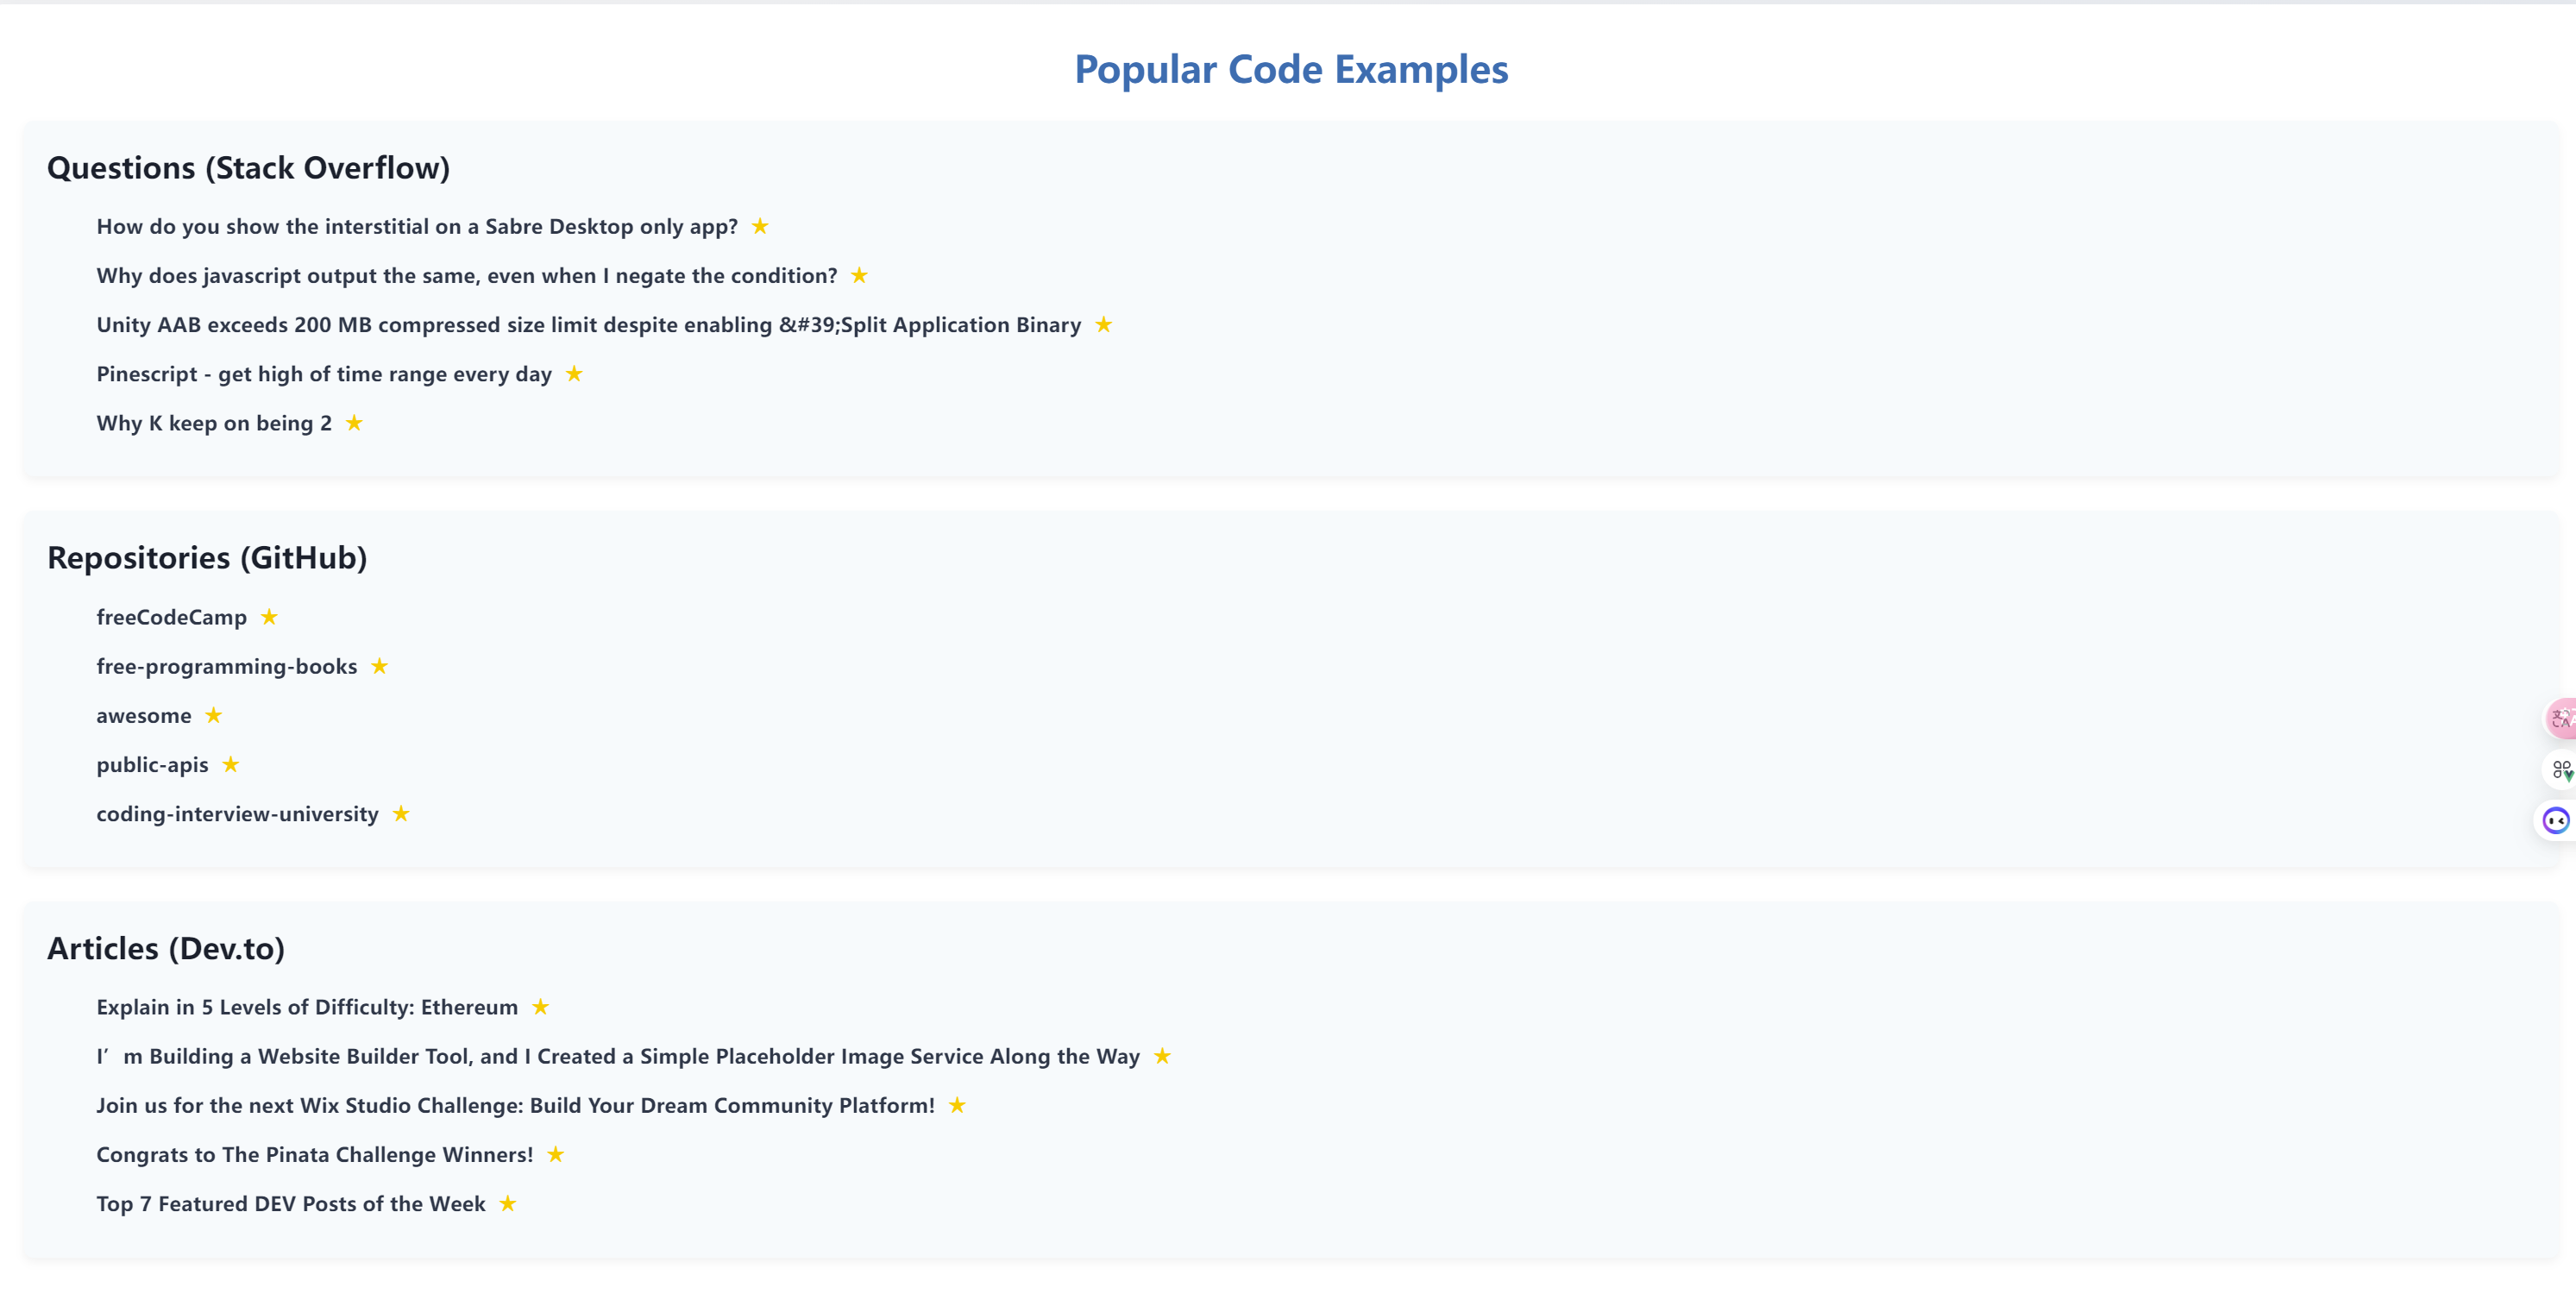 Popular Code Examples
Questions (Stack Overflow)
How do you show the interstitial on a Sabre Desktop only app? ★
Why does javascript output the same, even when I negate the condition? ★
Unity AAB exceeds 200 MB compressed size limit despite enabling &#39;Split Application Binary ★
Pinescript - get high of time range every day ★
Why K keep on being 2 ★
Repositories (GitHub)
freeCodeCamp ★
free-programming-books ★
awesome ★
public-apis ★
coding-interview-university ★
Articles (Dev.to)
Explain in 5 Levels of Difficulty: Ethereum ★
I’m Building a Website Builder Tool, and I Created a Simple Placeholder Image Service Along the Way ★
Join us for the next Wix Studio Challenge: Build Your Dream Community Platform! ★
Congrats to The Pinata Challenge Winners! ★
Top 7 Featured DEV Posts of the Week ★